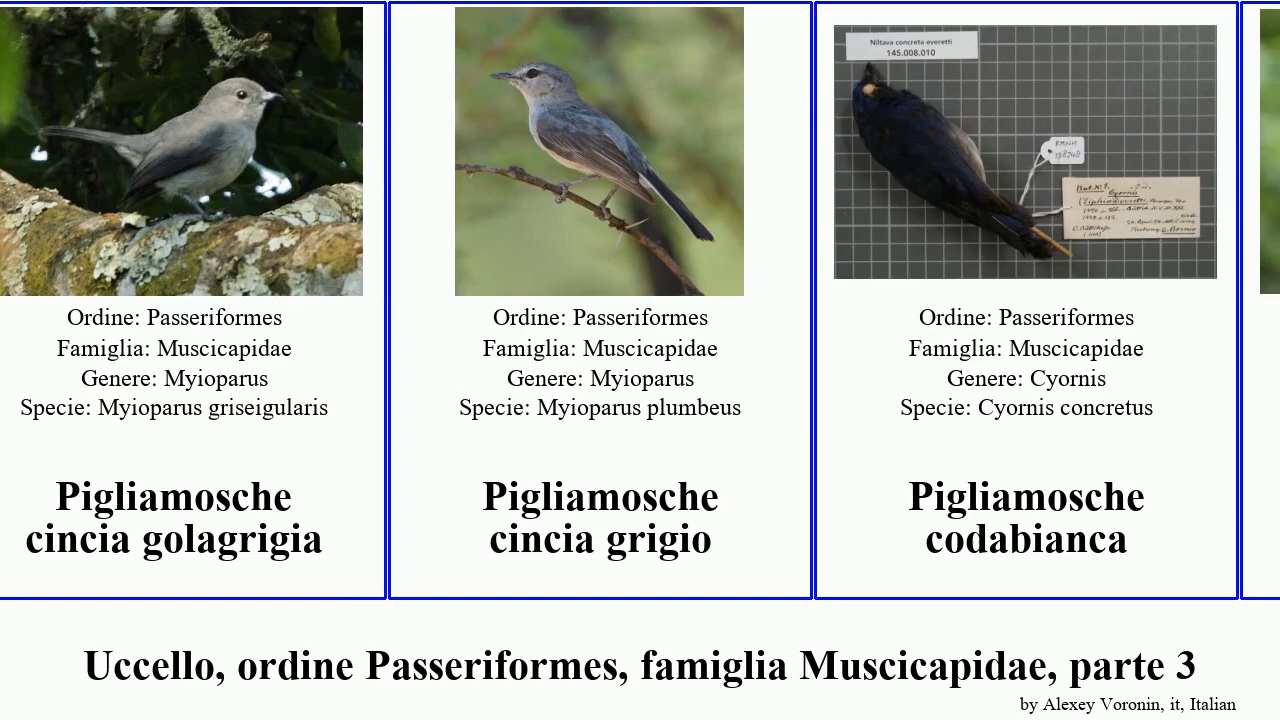 Niltava concreta everetti
145.008.010
RMNH
Ordine: Passeriformes
Famiglia: Muscicapidae
Genere: Myioparus
Specie: Myioparus griseigularis
Pigliamosche
cincia golagrigia
Ordine: Passeriformes
Famiglia: Muscicapidae
Genere: Myioparus
Specie: Myioparus plumbeus
Pigliamosche
cincia grigio
Ordine: Passeriformes
Famiglia: Muscicapidae
Genere: Cyornis
Specie: Cyornis concretus
Pigliamosche
codabianca
Uccello, ordine Passeriformes, famiglia Muscicapidae, parte 3
by Alexey Voronin, it, Italian